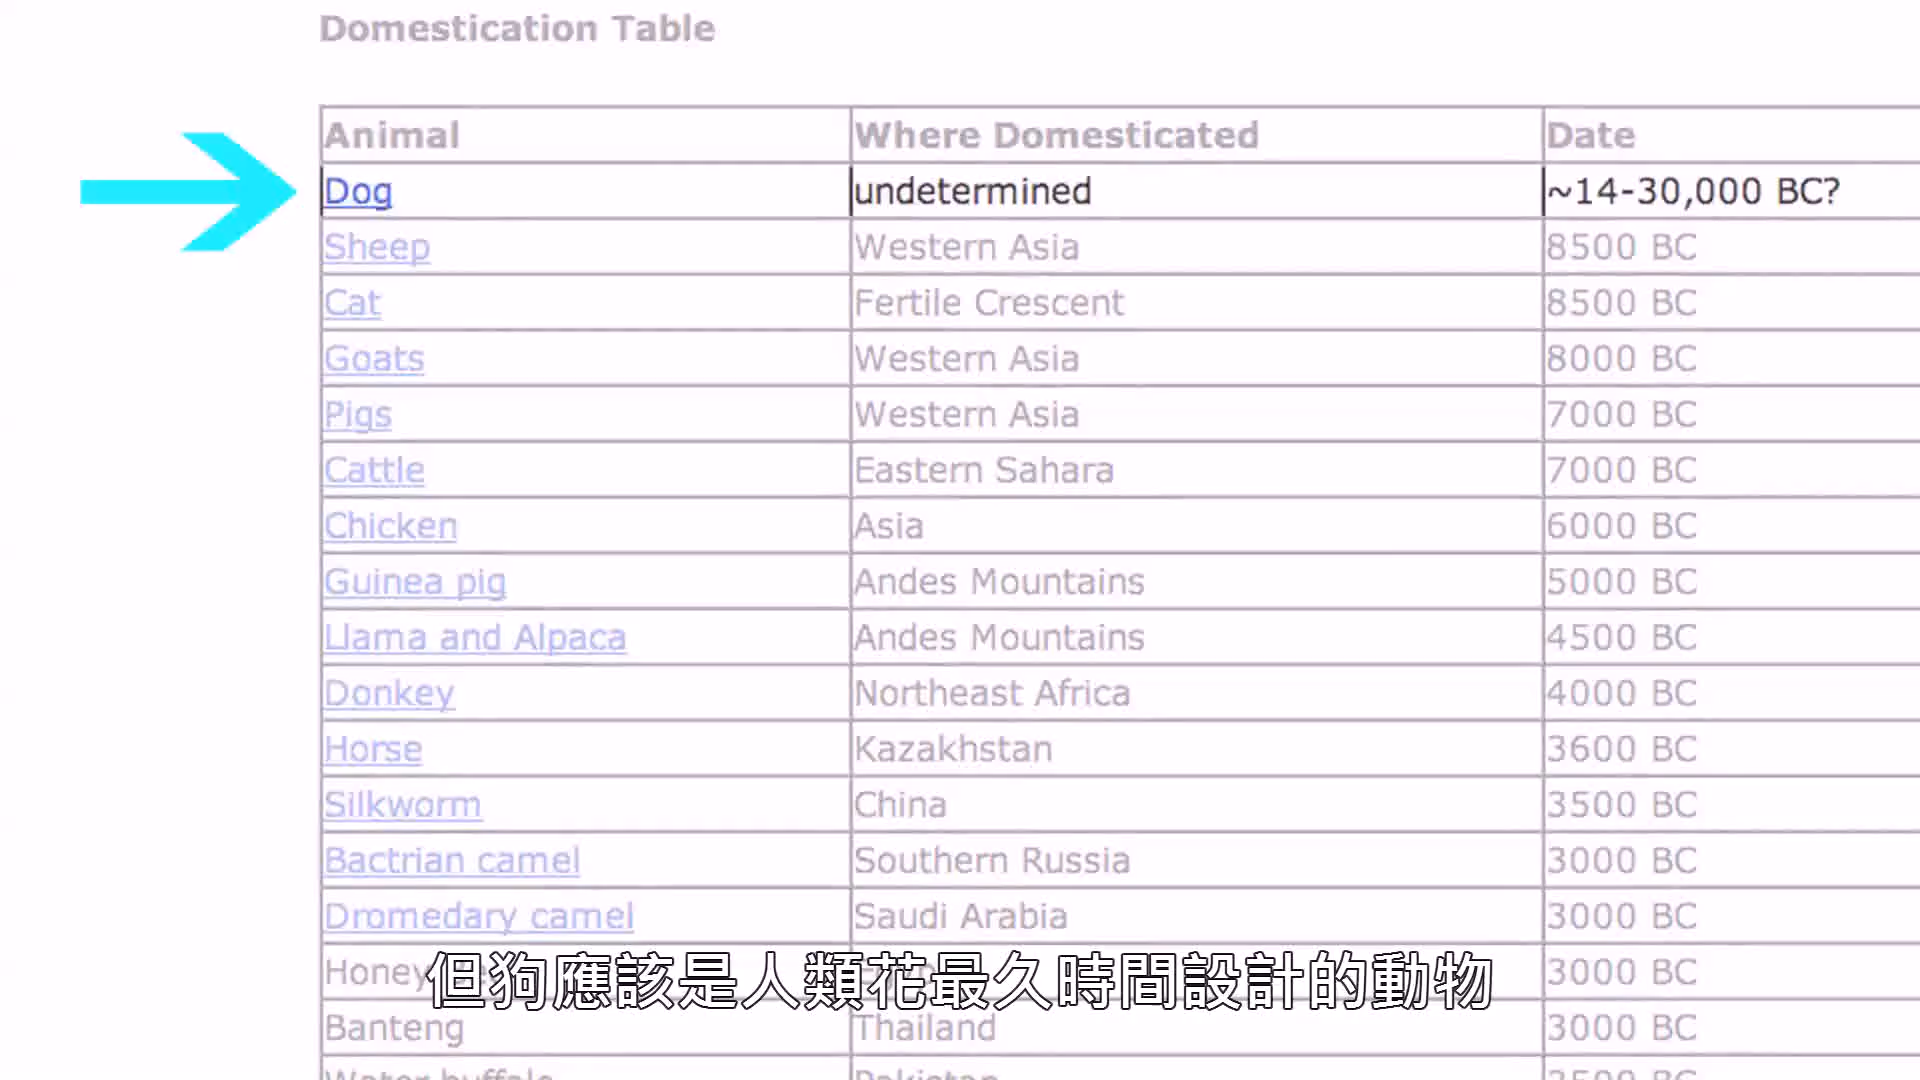 Domestication Table
Animal Where Domesticated Date
Dog undetermined ~14-30,000 BC?
Sheep Western Asia 8500 BC
Cat Fertile Crescent 8500 BC
Goats Western Asia 8000 BC
Pigs Western Asia 7000 BC
Cattle Eastern Sahara 7000 BC
Chicken Asia 6000 BC
Guinea pig Andes Mountains 5000 BC
Llama and Alpaca Andes Mountains 4500 BC
Donkey Northeast Africa 4000 BC
Horse Kazakhstan 3600 BC
Silkworm China 3500 BC
Bactrian camel Southern Russia 3000 BC
Dromedary camel Saudi Arabia 3000 BC
3000 BC
但狗應該是人類花最久時間設計的動物
Banteng Thailand 3000 BC